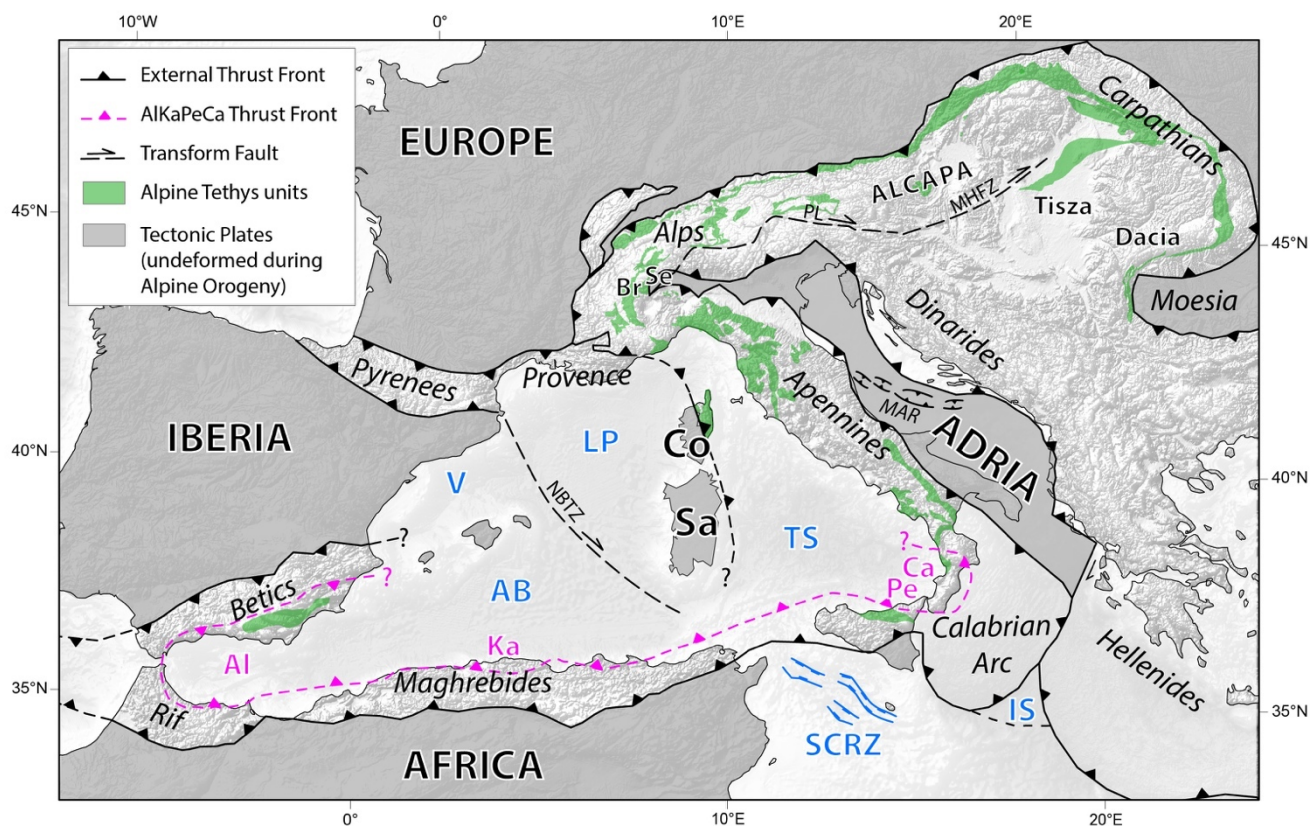 10°W 0° 10°E 20°E
External Thrust Front
AlKaPeCa Thrust Front
Transform Fault
Alpine Tethys units
Tectonic Plates
(undeformed during
Alpine Orogeny)
EUROPE
Carpathians
ALCAPA
MHFZ
PL
45°N
Tisza
45°N
Alps
Dacia
Br
Se
Moesia
Dinarides
Provence
Pyrenees
Apennines
MAR
IBERIA
LP
Co
ADRIA
40°N
40°N
V
NBTZ
Sa
TS
?
?
?
Ca
Pe
Betics
?
AB
Calabrian
Arc
Ka
Al
Hellenides
35°N
Maghrebides
35°N
Rif
IS
SCRZ
AFRICA
0° 10°E 20°E